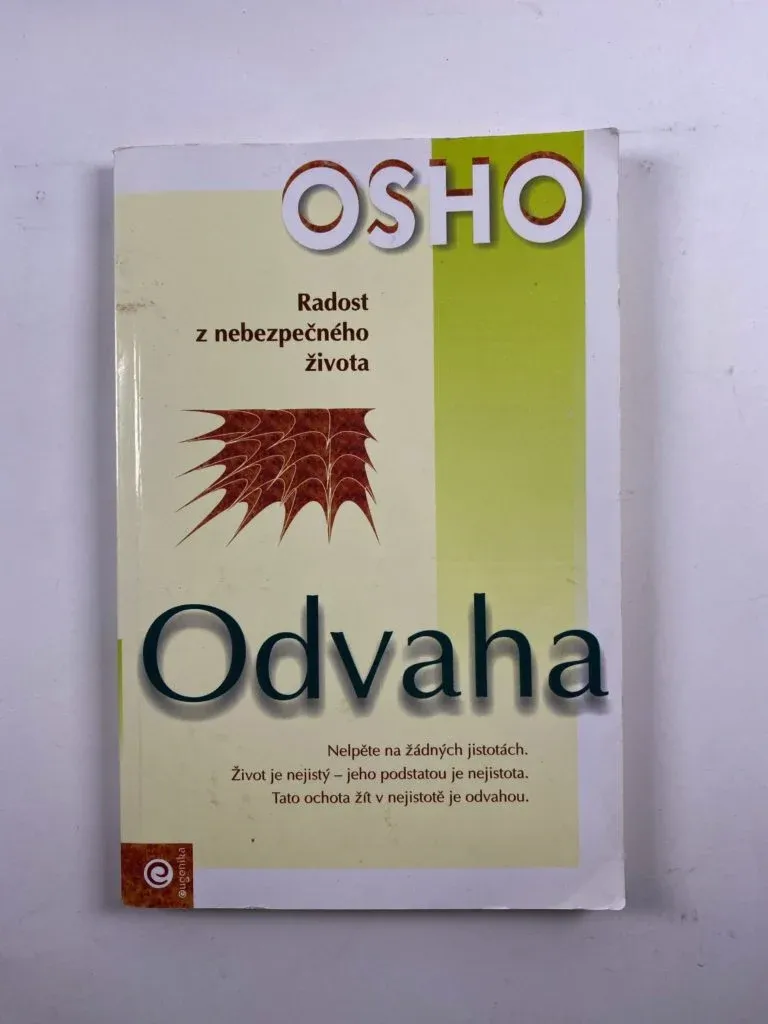 OSHO
Radost
z nebezpečného
života
Odvaha
Nelpěte na žádných jistotách.
Život je nejistý – jeho podstatou je nejistota.
Tato ochota žít v nejistotě je odvahou.
eugenika